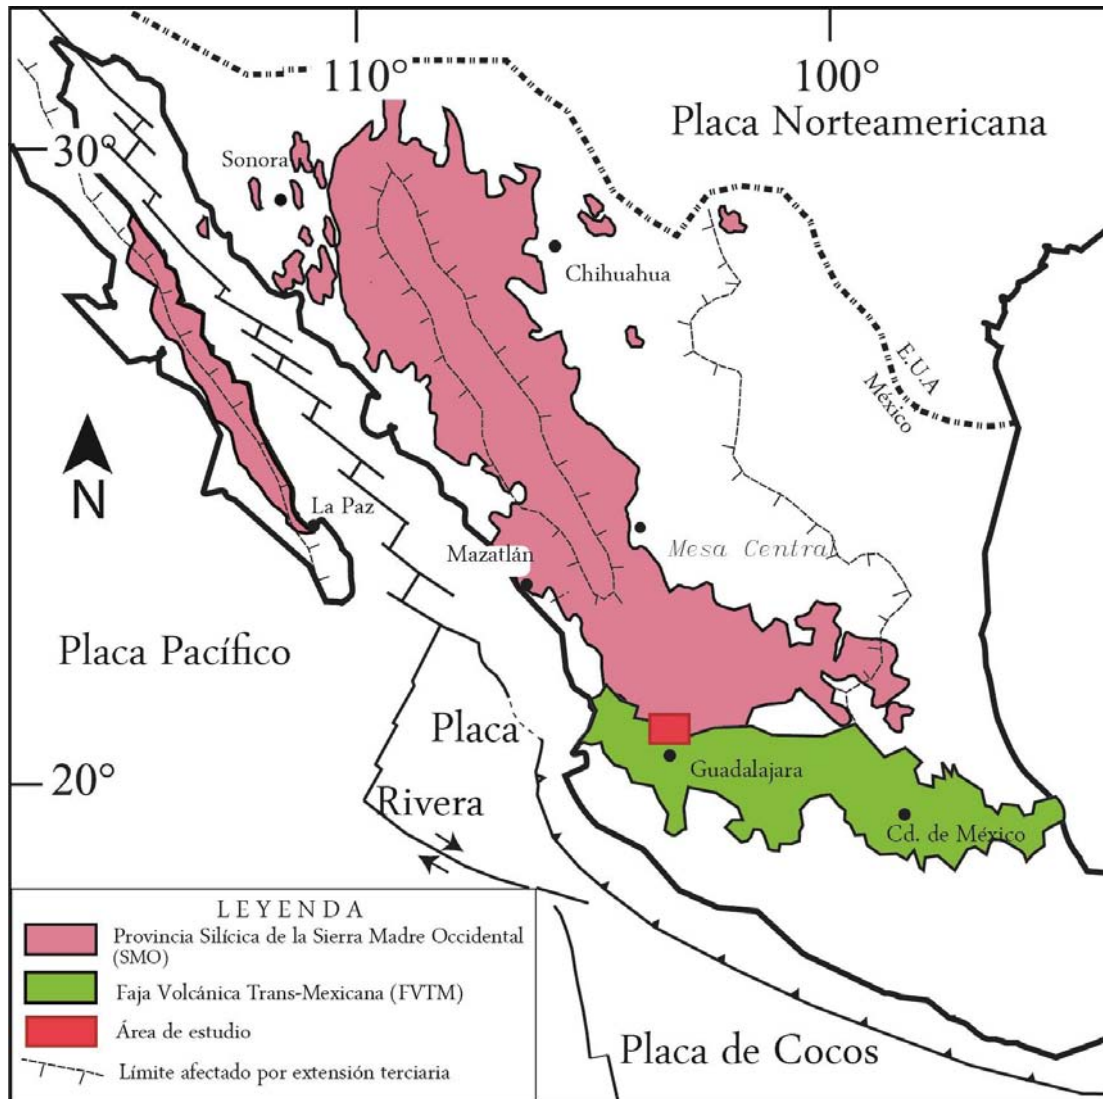 110°
100°
Placa Norteamericana
30°
Sonora
Chihuahua
E.U.A
México
N
La Paz
Mesa Central
Mazatlán
Placa Pacífico
Placa
Rivera
20°
Guadalajara
Cd. de México
LEYENDA
Provincia Silícica de la Sierra Madre Occidental
(SMO)
Faja Volcánica Trans-Mexicana (FVTM)
Área de estudio
Límite afectado por extensión terciaria
Placa de Cocos